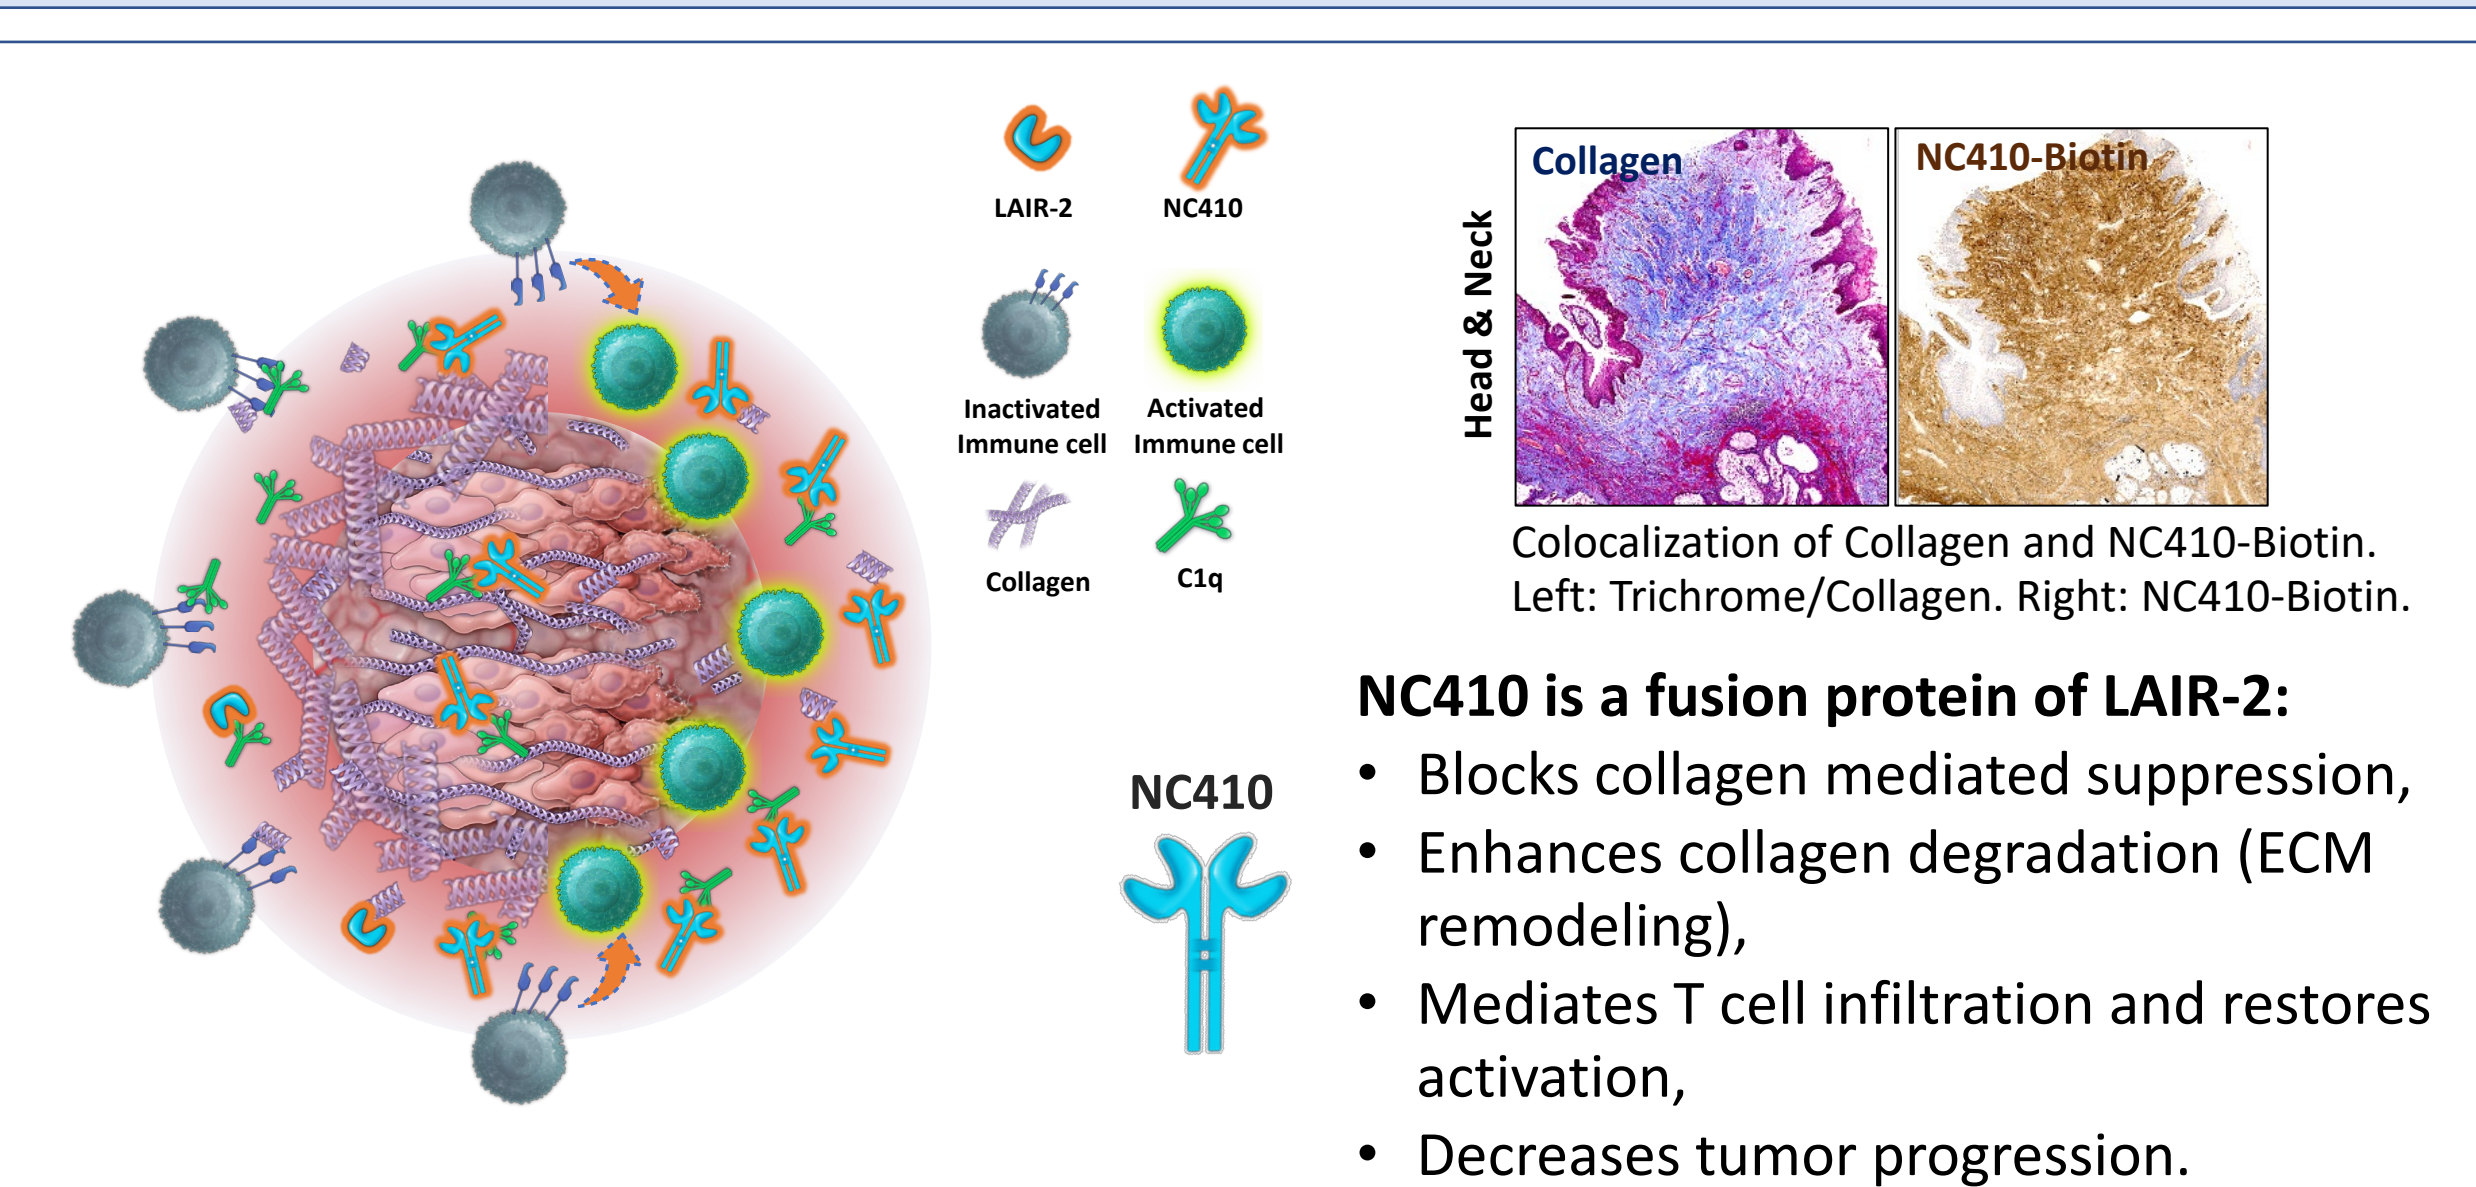 LAIR-2
NC410
Inactivated
Immune cell
Activated
Immune cell
Collagen
C1q
NC410
Head & Neck
Collagen
NC410-Biotin
Colocalization of Collagen and NC410-Biotin.
Left: Trichrome/Collagen. Right: NC410-Biotin.
NC410 is a fusion protein of LAIR-2:
• Blocks collagen mediated suppression,
• Enhances collagen degradation (ECM
remodeling),
• Mediates T cell infiltration and restores
activation,
• Decreases tumor progression.